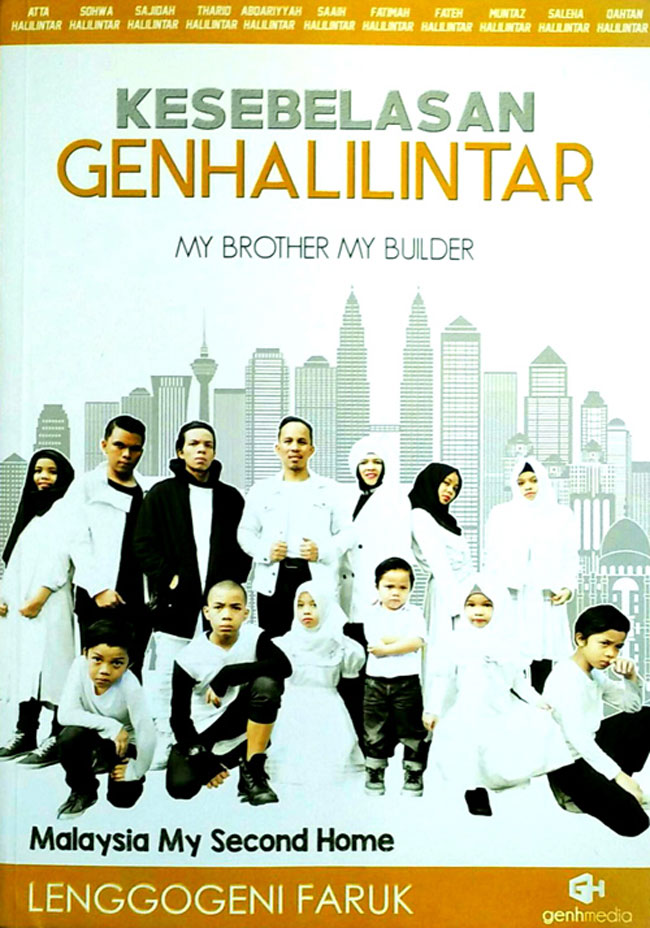 ATTA SOHWA SAJIDAH THARIQ ABQARIYYAH SAAIH FATIMAH FATEH MUNTAZ SALEHA QAHTAN
HALILINTAR HALILINTAR HALILINTAR HALILINTAR HALILINTAR HALILINTAR HALILINTAR HALILINTAR HALILINTAR HALILINTAR HALILINTAR
KESEBELASAN
GENHALILINTAR
MY BROTHER MY BUILDER
Malaysia My Second Home
LENGGOGENI FARUK
GH
genhmedia